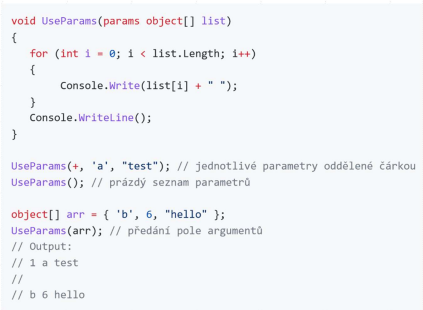 void UseParams(params object[] list)
{
for (int i = 0; i < list.Length; i++)
{
Console.Write(list[i] + " ");
}
Console.WriteLine();
}
UseParams(+, 'a', "test"); // jednotlivé parametry oddělené čárkou
UseParams(); // prázdý seznam parametrů
object[] arr = { 'b', 6, "hello" };
UseParams(arr); // předání pole argumentů
// Output:
// 1 a test
//
// b 6 hello